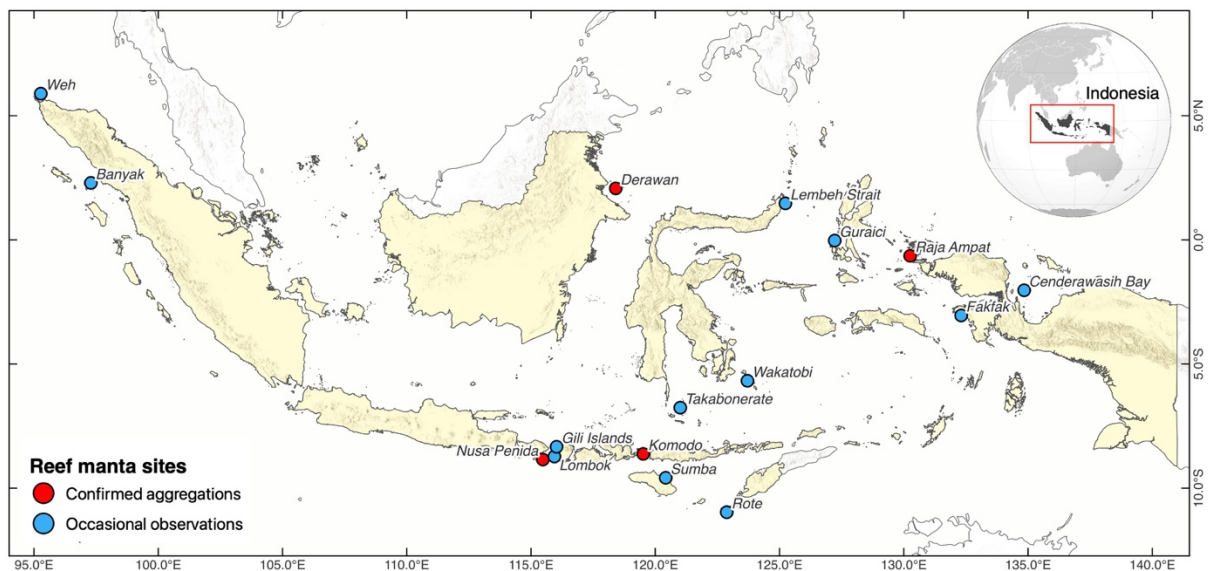 Indonesia
Weh
5.0°N
Banyak
Derawan
Lembeh Strait
Guraici
0.0°
Raja Ampat
Cenderawasih Bay
Fakfak
5.0°S
Wakatobi
Takabonerate
Gili Islands
Nusa Penida
Komodo
Lombok
Sumba
Reef manta sites
Confirmed aggregations
10.0°S
Rote
Occasional observations
95.0°E 100.0°E 105.0°E 110.0°E 115.0°E 120.0°E 125.0°E 130.0°E 135.0°E 140.0°E